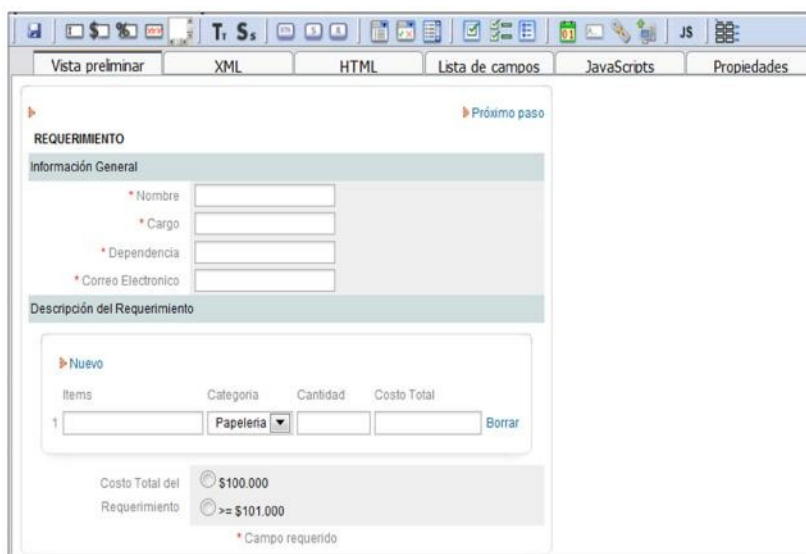 JS
Vista preliminar XML HTML Lista de campos JavaScripts Propiedades
Próximo paso
REQUERIMIENTO
Información General
* Nombre
* Cargo
* Dependencia
* Correo Electronico
Descripción del Requerimiento
Nuevo
Items Categoria Cantidad Costo Total
1 Papeleria Borrar
Costo Total del Requerimiento
$100.000
>= $101.000
* Campo requerido